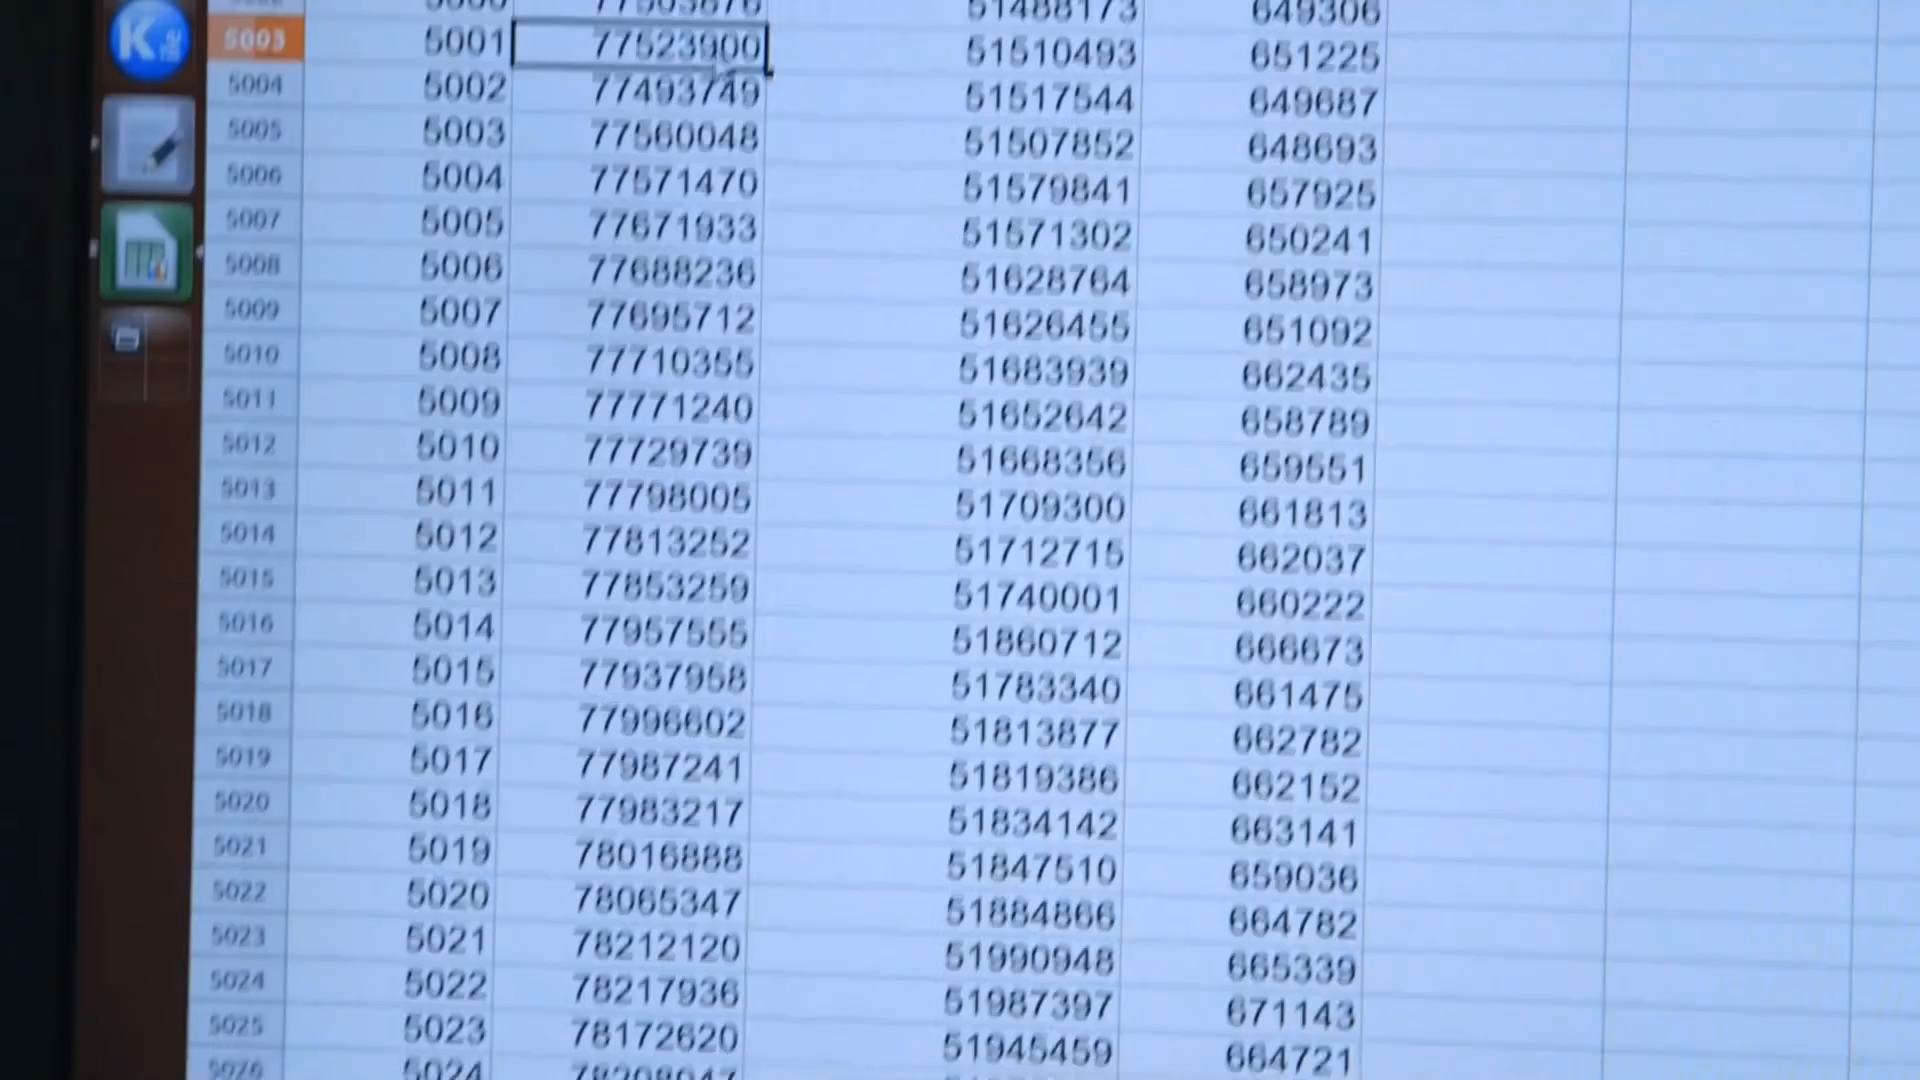 5000 77503876 51488173 649306
5003 5001 77523900 51510493 651225
5004 5002 77493749 51517544 649687
5005 5003 77560048 51507852 648693
5006 5004 77571470 51579841 657925
5007 5005 77671933 51571302 650241
5008 5006 77688236 51628764 658973
5009 5007 77695712 51626455 651092
5010 5008 77710355 51683939 662435
5011 5009 77771240 51652642 658789
5012 5010 77729739 51668356 659551
5013 5011 77798005 51709300 661813
5014 5012 77813252 51712715 662037
5015 5013 77853259 51740001 660222
5016 5014 77957555 51860712 666673
5017 5015 77937958 51783340 661475
5018 5016 77996602 51813877 662782
5019 5017 77987241 51819386 662152
5020 5018 77983217 51834142 663141
5021 5019 78016888 51847510 659036
5022 5020 78065347 51884866 664782
5023 5021 78212120 51990948 665339
5024 5022 78217936 51987397 671143
5025 5023 78172620 51945459 664721
5026 5024
K